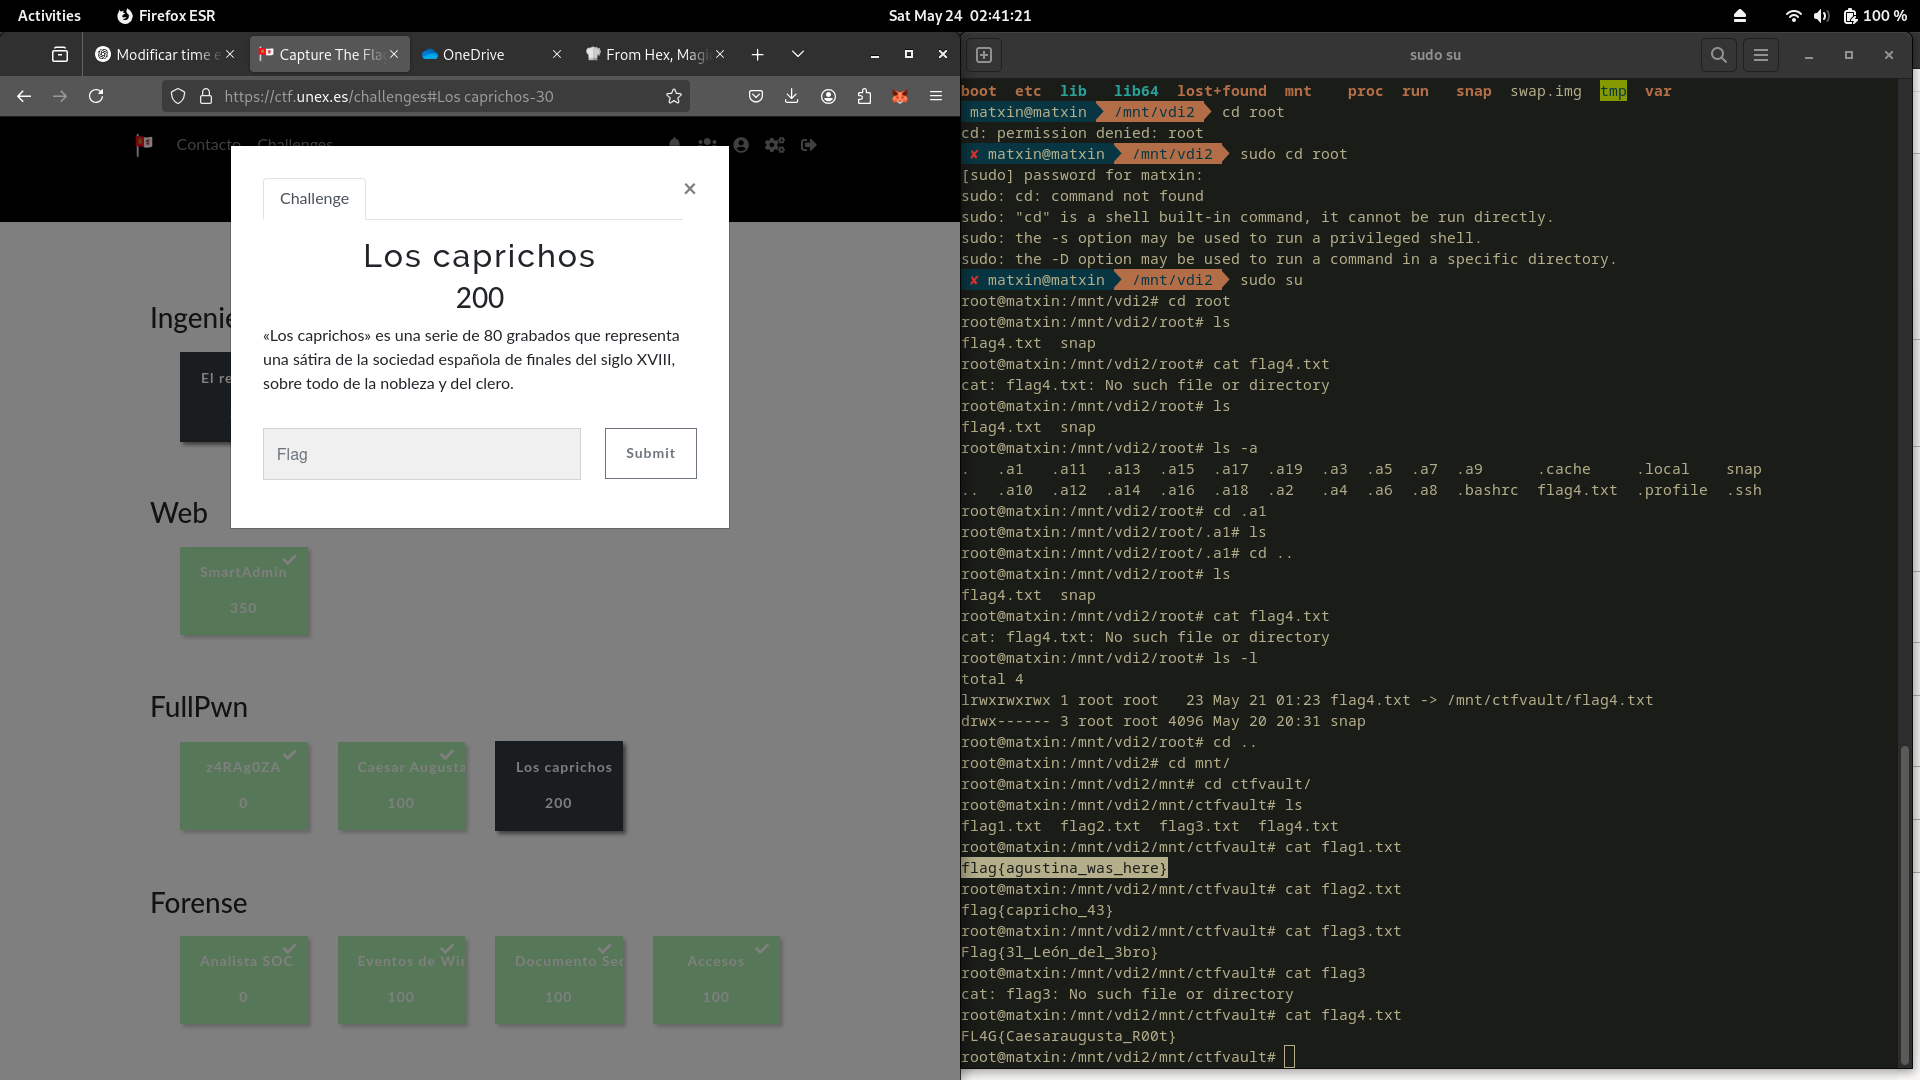 Activities Firefox ESR Sat May 24 02:41:21 100 %
Modificar time e Capture The Fla OneDrive From Hex, Magi
https://ctf.unex.es/challenges#Los caprichos-30
Contacto Challenges
Challenge
×
Los caprichos
200
«Los caprichos» es una serie de 80 grabados que representa
una sátira de la sociedad española de finales del siglo XVIII,
sobre todo de la nobleza y del clero.
Flag
Submit
Ingenie
El re
Web
SmartAdmin
350
FullPwn
z4RAg0ZA
0
Caesar Augusta
100
Los caprichos
200
Forense
Analista SOC
0
Eventos de Wir
100
Documento Sec
100
Accesos
100
sudo su
boot etc lib lib64 lost+found mnt proc run snap swap.img tmp var
matxin@matxin /mnt/vdi2 cd root
cd: permission denied: root
✘ matxin@matxin /mnt/vdi2 sudo cd root
[sudo] password for matxin:
sudo: cd: command not found
sudo: "cd" is a shell built-in command, it cannot be run directly.
sudo: the -s option may be used to run a privileged shell.
sudo: the -D option may be used to run a command in a specific directory.
✘ matxin@matxin /mnt/vdi2 sudo su
root@matxin:/mnt/vdi2# cd root
root@matxin:/mnt/vdi2/root# ls
flag4.txt snap
root@matxin:/mnt/vdi2/root# cat flag4.txt
cat: flag4.txt: No such file or directory
root@matxin:/mnt/vdi2/root# ls
flag4.txt snap
root@matxin:/mnt/vdi2/root# ls -a
. .a1 .a11 .a13 .a15 .a17 .a19 .a3 .a5 .a7 .a9 .cache .local snap
.. .a10 .a12 .a14 .a16 .a18 .a2 .a4 .a6 .a8 .bashrc flag4.txt .profile .ssh
root@matxin:/mnt/vdi2/root# cd .a1
root@matxin:/mnt/vdi2/root/.a1# ls
root@matxin:/mnt/vdi2/root/.a1# cd ..
root@matxin:/mnt/vdi2/root# ls
flag4.txt snap
root@matxin:/mnt/vdi2/root# cat flag4.txt
cat: flag4.txt: No such file or directory
root@matxin:/mnt/vdi2/root# ls -l
total 4
lrwxrwxrwx 1 root root 23 May 21 01:23 flag4.txt -> /mnt/ctfvault/flag4.txt
drwx------ 3 root root 4096 May 20 20:31 snap
root@matxin:/mnt/vdi2/root# cd ..
root@matxin:/mnt/vdi2# cd mnt/
root@matxin:/mnt/vdi2/mnt# cd ctfvault/
root@matxin:/mnt/vdi2/mnt/ctfvault# ls
flag1.txt flag2.txt flag3.txt flag4.txt
root@matxin:/mnt/vdi2/mnt/ctfvault# cat flag1.txt
flag{agustina_was_here}
root@matxin:/mnt/vdi2/mnt/ctfvault# cat flag2.txt
flag{capricho_43}
root@matxin:/mnt/vdi2/mnt/ctfvault# cat flag3.txt
Flag{3l_León_del_3bro}
root@matxin:/mnt/vdi2/mnt/ctfvault# cat flag3
cat: flag3: No such file or directory
root@matxin:/mnt/vdi2/mnt/ctfvault# cat flag4.txt
FL4G{Caesaraugusta_R00t}
root@matxin:/mnt/vdi2/mnt/ctfvault#